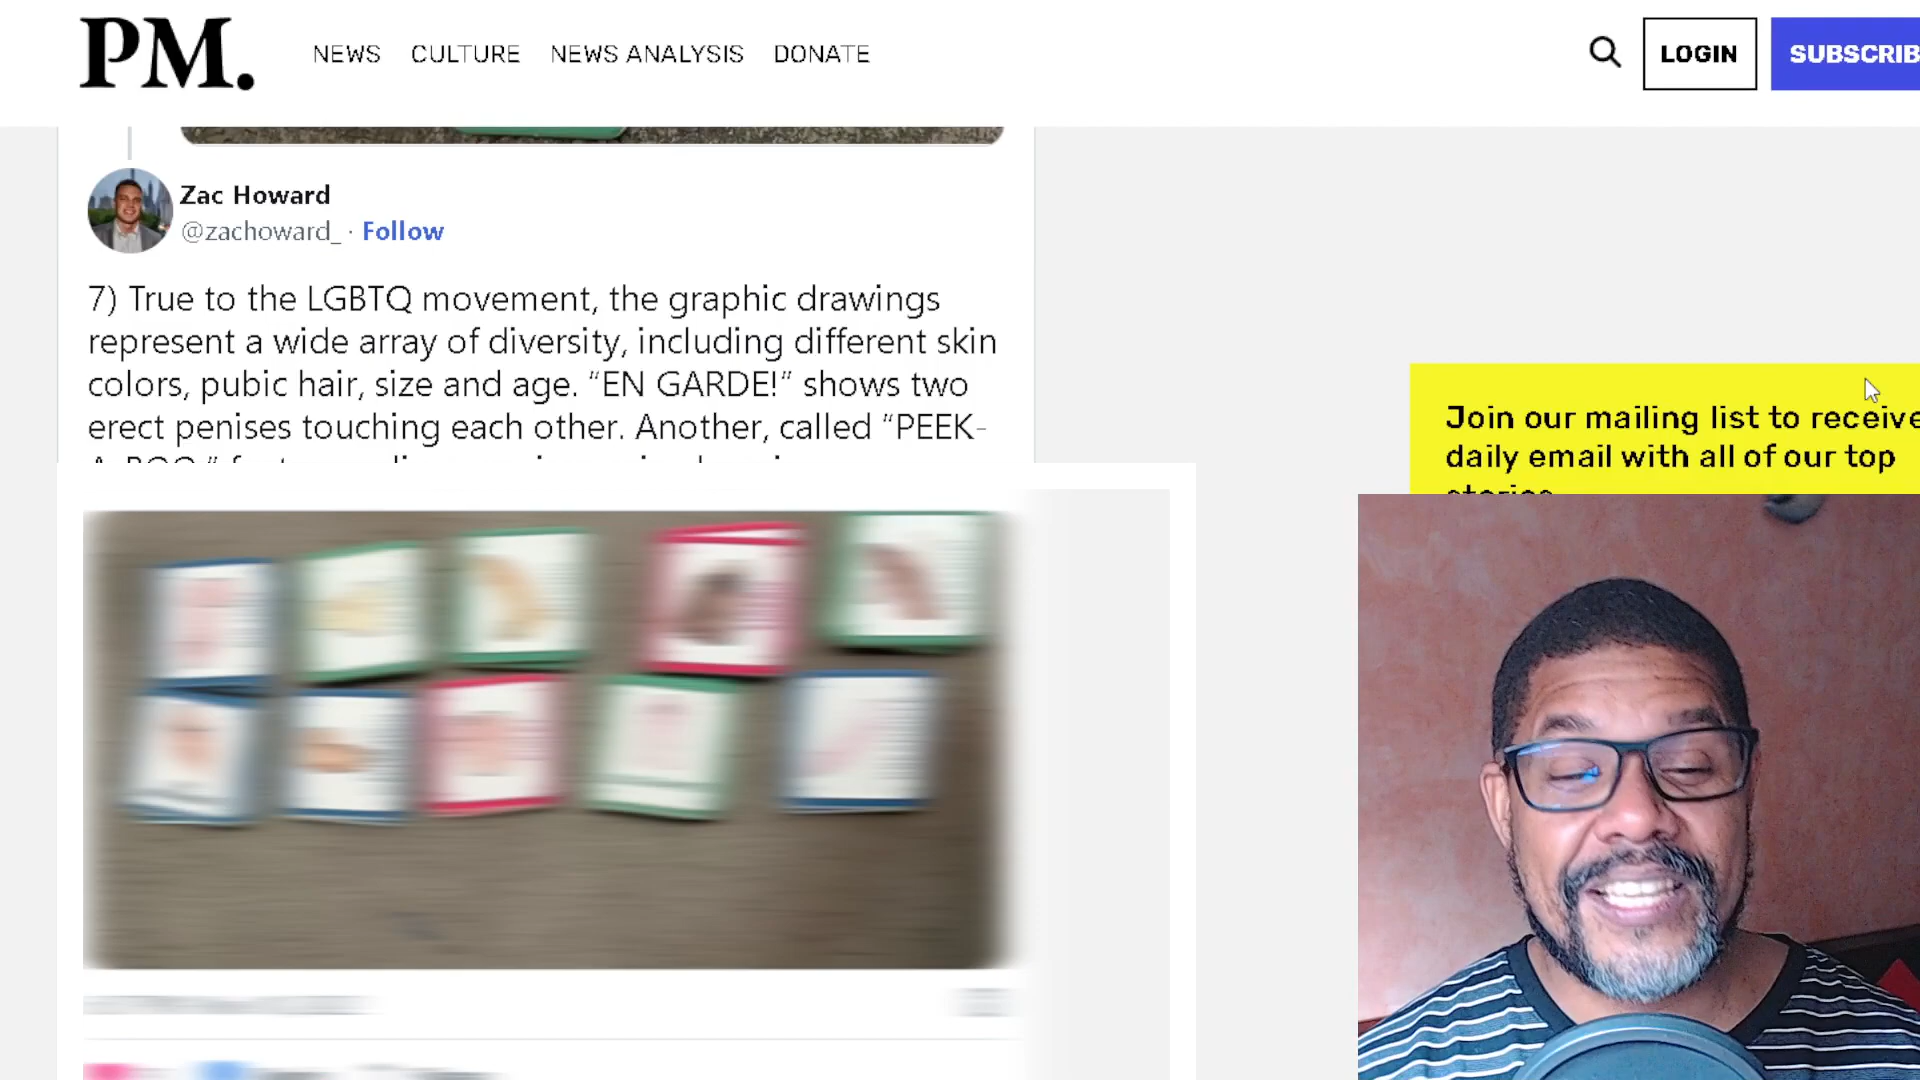 PM.
NEWS CULTURE NEWS ANALYSIS DONATE
LOGIN
SUBSCRIB
Zac Howard
@zachoward_ · Follow
7) True to the LGBTQ movement, the graphic drawings
represent a wide array of diversity, including different skin
colors, pubic hair, size and age. “EN GARDE!” shows two
erect penises touching each other. Another, called “PEEK-
Join our mailing list to receive
daily email with all of our top
stories